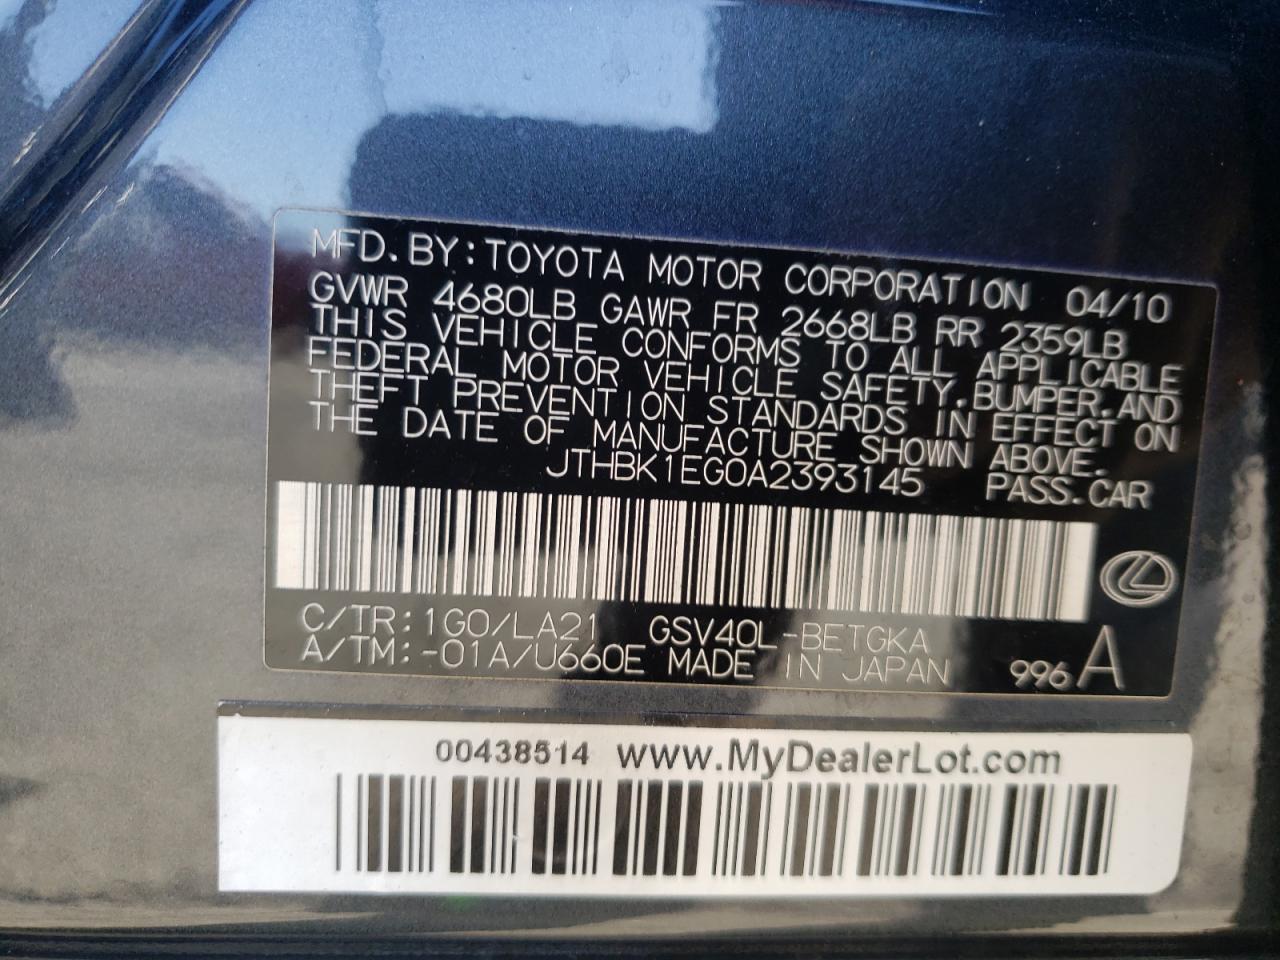 MFD. BY: TOYOTA MOTOR CORPORATION 04/10
GVWR 4680LB GAWR FR 2668LB RR 2359LB
THIS VEHICLE CONFORMS TO ALL APPLICABLE
FEDERAL MOTOR VEHICLE SAFETY, BUMPER, AND
THEFT PREVENTION STANDARDS IN EFFECT ON
THE DATE OF MANUFACTURE SHOWN ABOVE.
JTHBK1EG0A2393145 PASS. CAR
C/TR: 1G0/LA21 GSV40L-BETGKA
A/TM: -01A/U660E MADE IN JAPAN 996 A
00438514 www.MyDealerLot.com